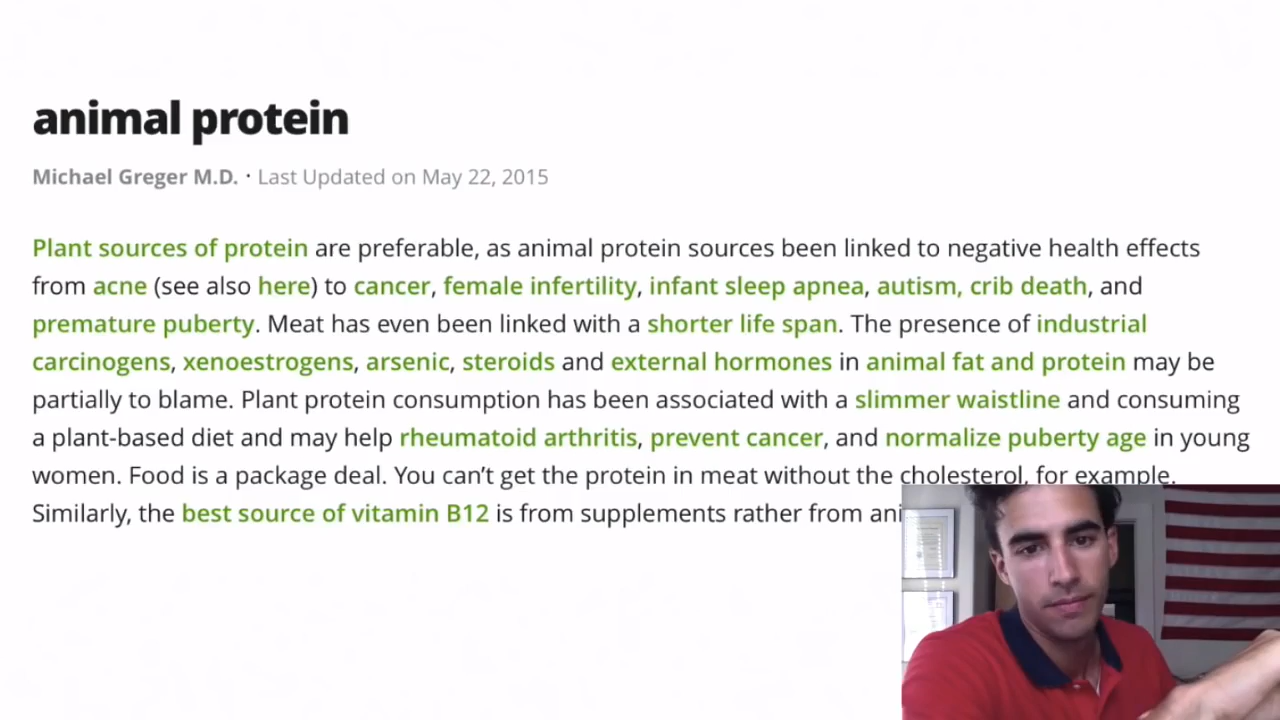 animal protein
Michael Greger M.D. · Last Updated on May 22, 2015
Plant sources of protein are preferable, as animal protein sources been linked to negative health effects
from acne (see also here) to cancer, female infertility, infant sleep apnea, autism, crib death, and
premature puberty. Meat has even been linked with a shorter life span. The presence of industrial
carcinogens, xenoestrogens, arsenic, steroids and external hormones in animal fat and protein may be
partially to blame. Plant protein consumption has been associated with a slimmer waistline and consuming
a plant-based diet and may help rheumatoid arthritis, prevent cancer, and normalize puberty age in young
women. Food is a package deal. You can’t get the protein in meat without the cholesterol, for example.
Similarly, the best source of vitamin B12 is from supplements rather from ani